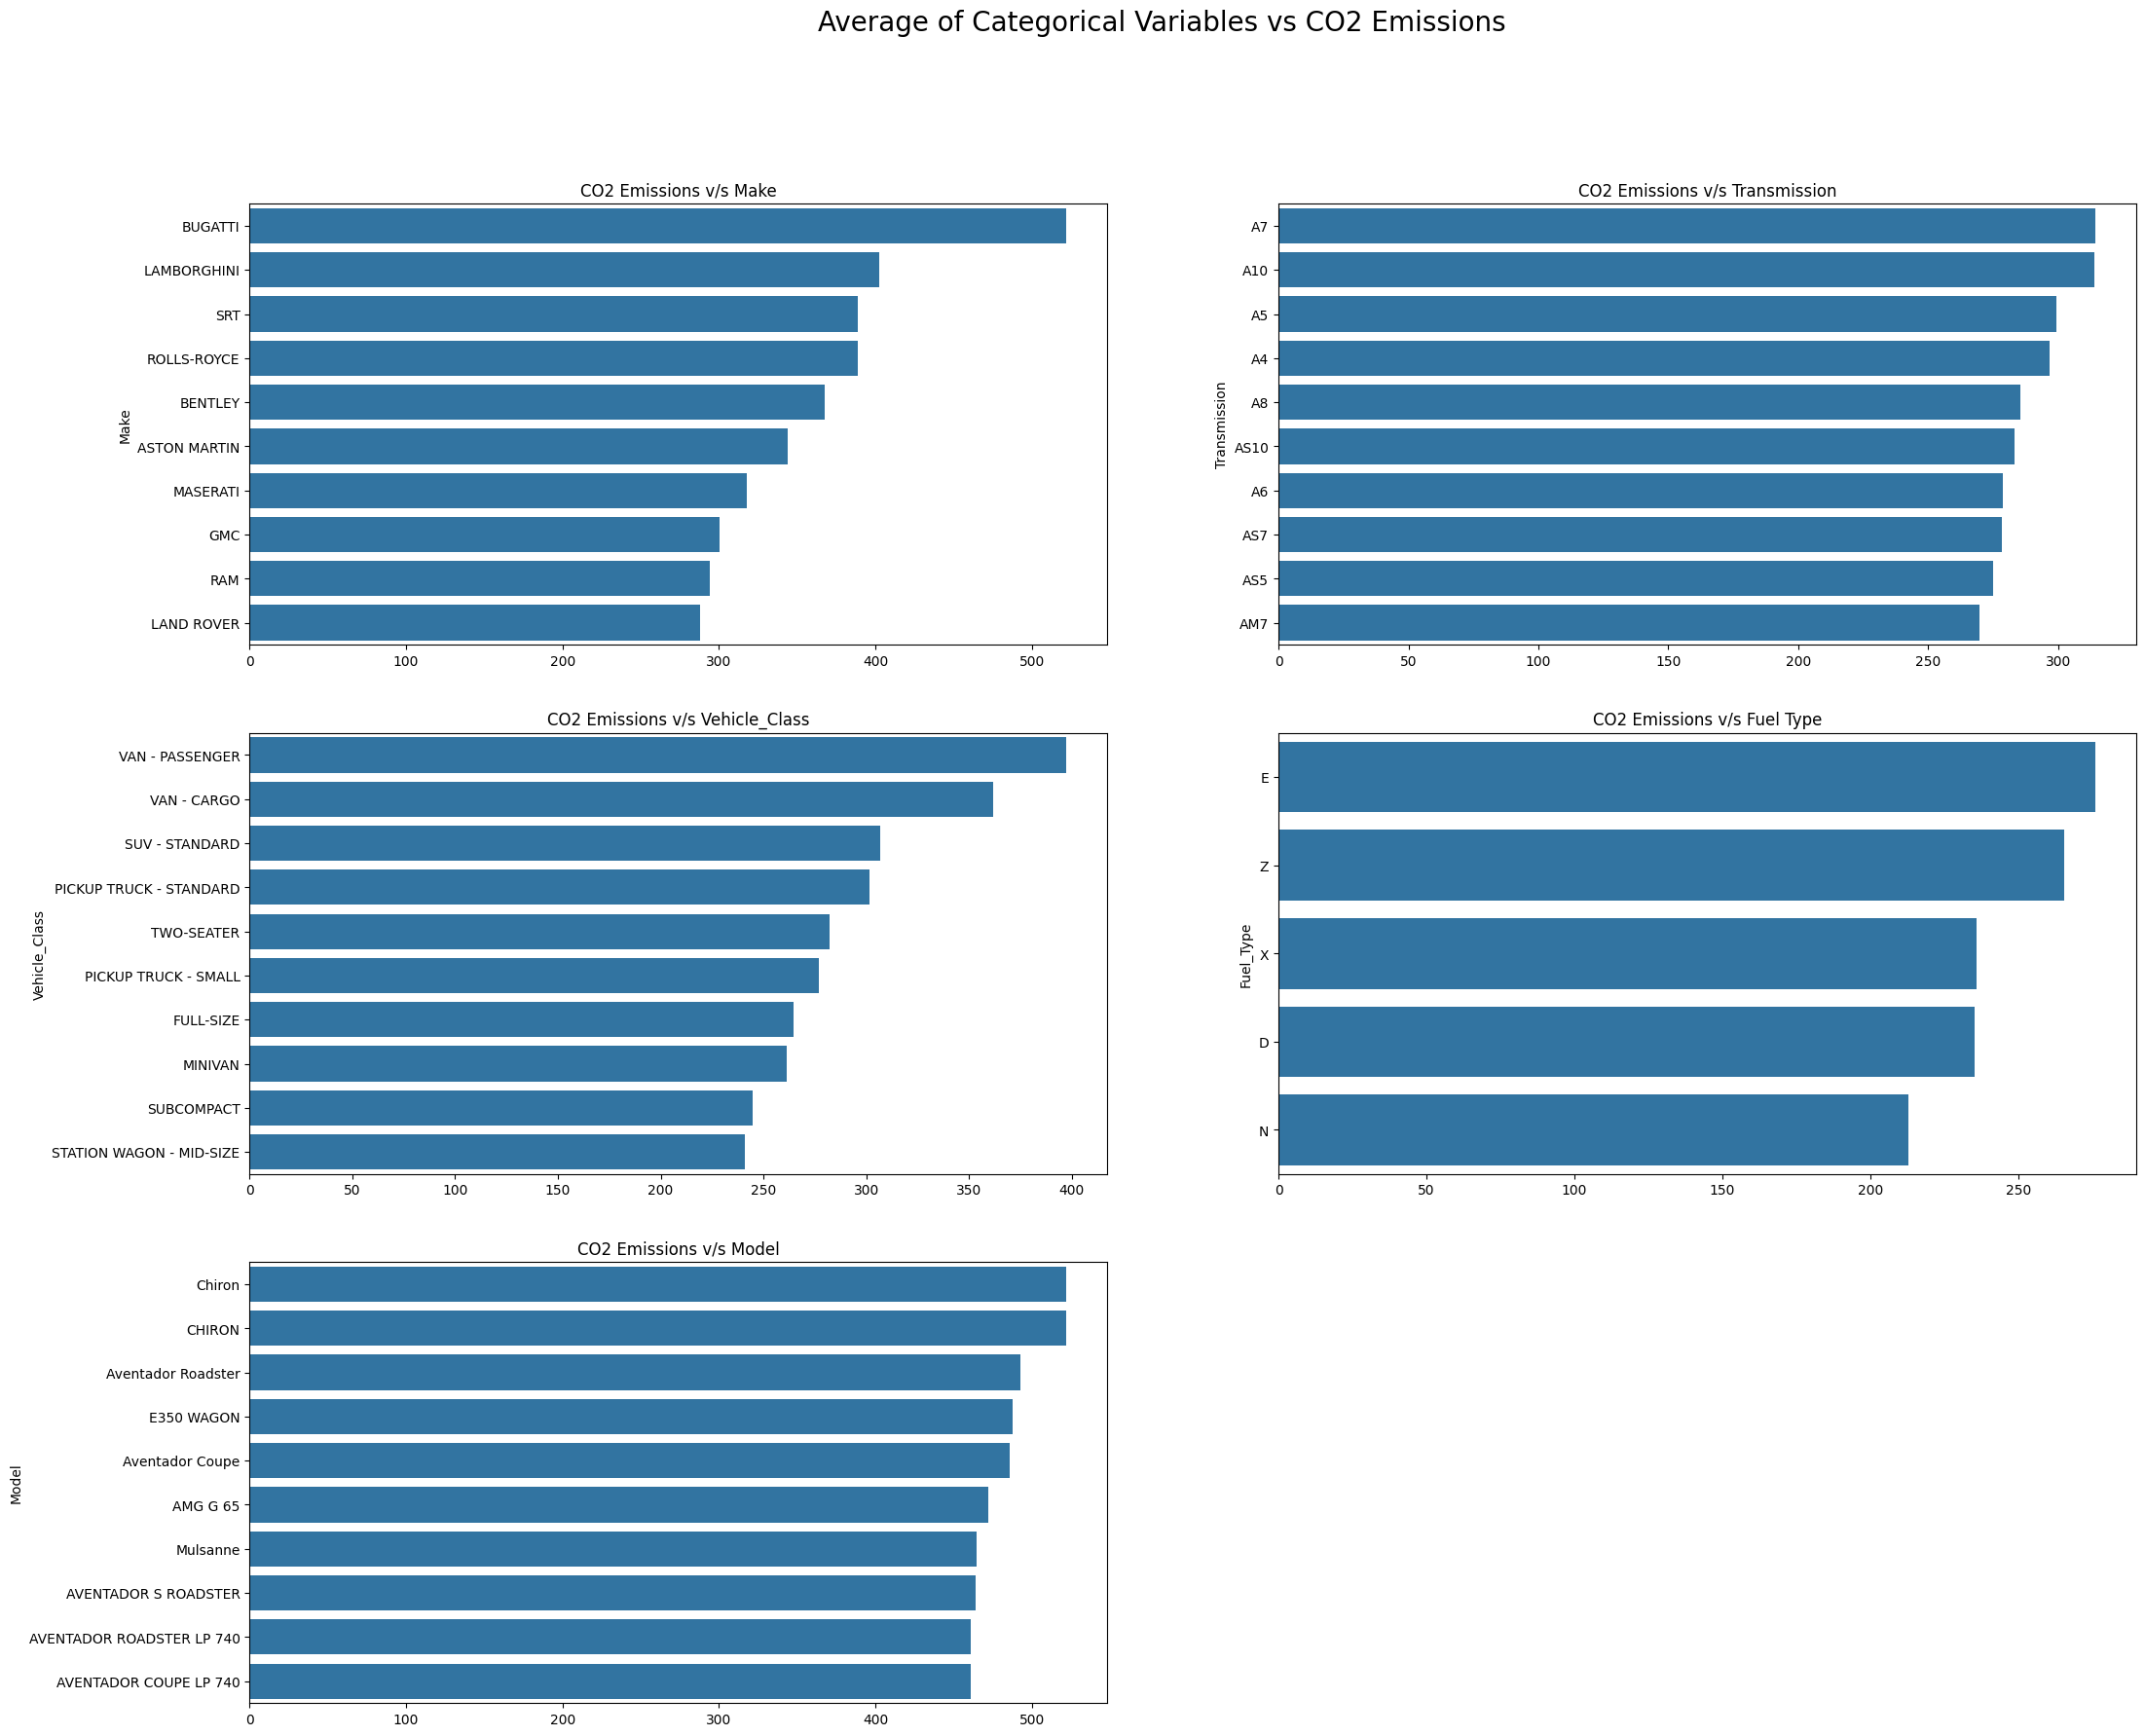 Average of Categorical Variables vs CO2 Emissions
CO2 Emissions v/s Make
Make
BUGATTI
LAMBORGHINI
SRT
ROLLS-ROYCE
BENTLEY
ASTON MARTIN
MASERATI
GMC
RAM
LAND ROVER
0 100 200 300 400 500
CO2 Emissions v/s Transmission
Transmission
A7
A10
A5
A4
A8
AS10
A6
AS7
AS5
AM7
0 50 100 150 200 250 300
CO2 Emissions v/s Vehicle_Class
Vehicle_Class
VAN - PASSENGER
VAN - CARGO
SUV - STANDARD
PICKUP TRUCK - STANDARD
TWO-SEATER
PICKUP TRUCK - SMALL
FULL-SIZE
MINIVAN
SUBCOMPACT
STATION WAGON - MID-SIZE
0 50 100 150 200 250 300 350 400
CO2 Emissions v/s Fuel Type
Fuel_Type
E
Z
X
D
N
0 50 100 150 200 250
CO2 Emissions v/s Model
Model
Chiron
CHIRON
Aventador Roadster
E350 WAGON
Aventador Coupe
AMG G 65
Mulsanne
AVENTADOR S ROADSTER
AVENTADOR ROADSTER LP 740
AVENTADOR COUPE LP 740
0 100 200 300 400 500